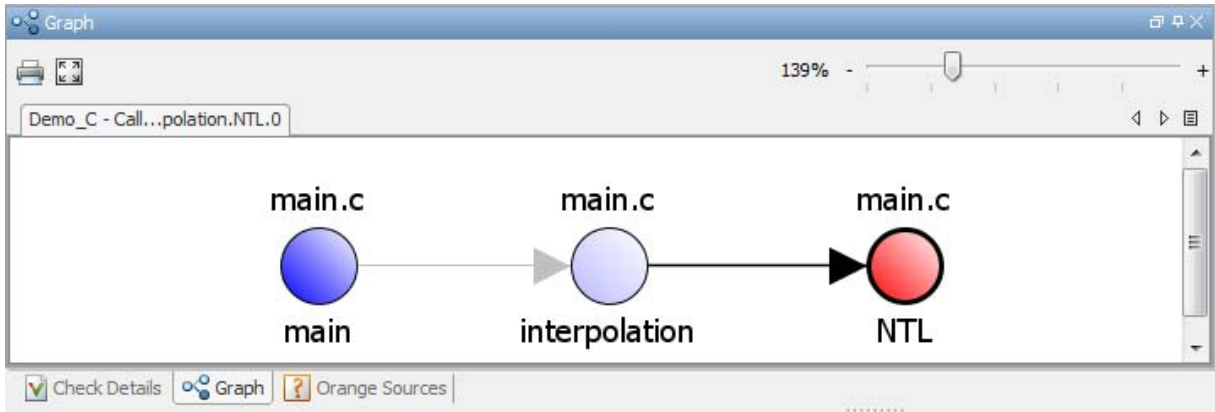 Graph
139% - +
Demo_C - Call...polation.NTL.0
main.c main.c main.c
main interpolation NTL
Check Details Graph Orange Sources